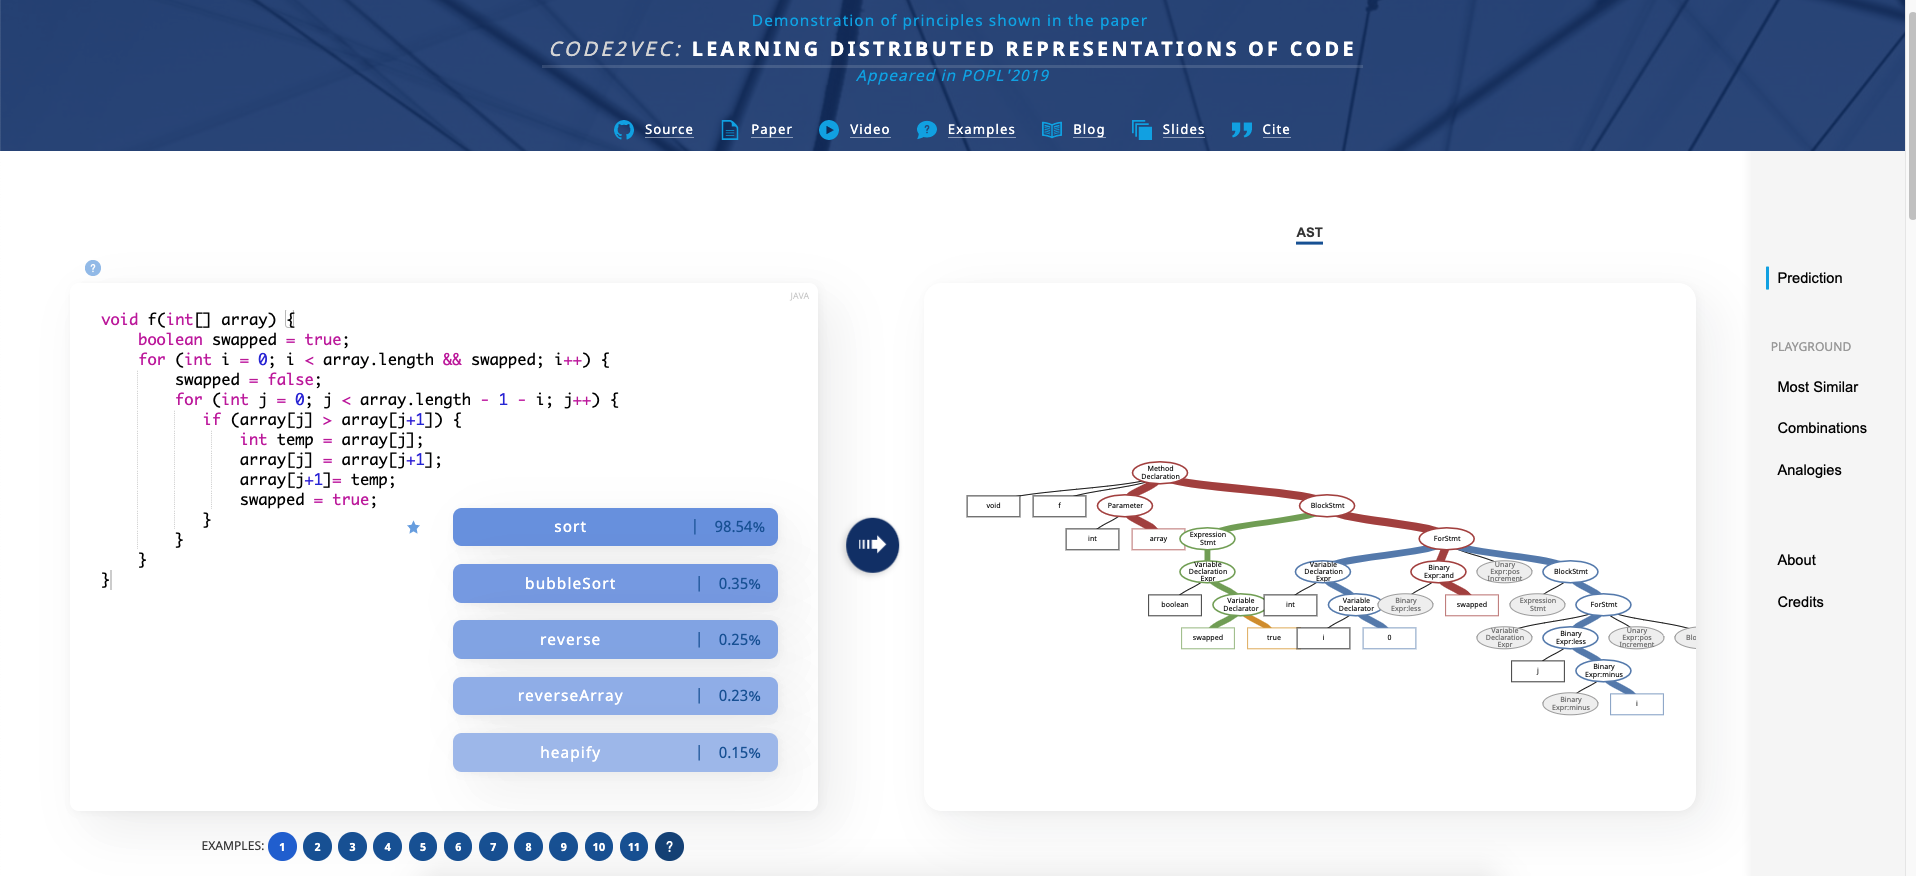 Demonstration of principles shown in the paper
CODE2VEC: LEARNING DISTRIBUTED REPRESENTATIONS OF CODE
Appeared in POPL'2019
Source Paper Video Examples Blog Slides Cite
AST
?
JAVA
void f(int[] array) {
    boolean swapped = true;
    for (int i = 0; i < array.length && swapped; i++) {
        swapped = false;
        for (int j = 0; j < array.length - 1 - i; j++) {
           if (array[j] > array[j+1]) {
               int temp = array[j];
               array[j] = array[j+1];
               array[j+1]= temp;
               swapped = true;
           }
        }
    }
}
sort | 98.54%
bubbleSort | 0.35%
reverse | 0.25%
reverseArray | 0.23%
heapify | 0.15%
EXAMPLES: 1 2 3 4 5 6 7 8 9 10 11 ?
Method
Declaration
void f Parameter BlockStmt
int array
Expression
Stmt
ForStmt
Variable
Declaration
Expr
Variable
Declaration
Expr
Binary
Expr:and
Unary
Expr:pos
Increment
BlockStmt
boolean
Variable
Declarator
int
Variable
Declarator
Binary
Expr:less
swapped
Expression
Stmt
ForStmt
swapped true i 0
Variable
Declaration
Expr
Binary
Expr:less
Unary
Expr:pos
Increment
Blo
j
Binary
Expr:minus
Binary
Expr:minus
i
Prediction
PLAYGROUND
Most Similar
Combinations
Analogies
About
Credits